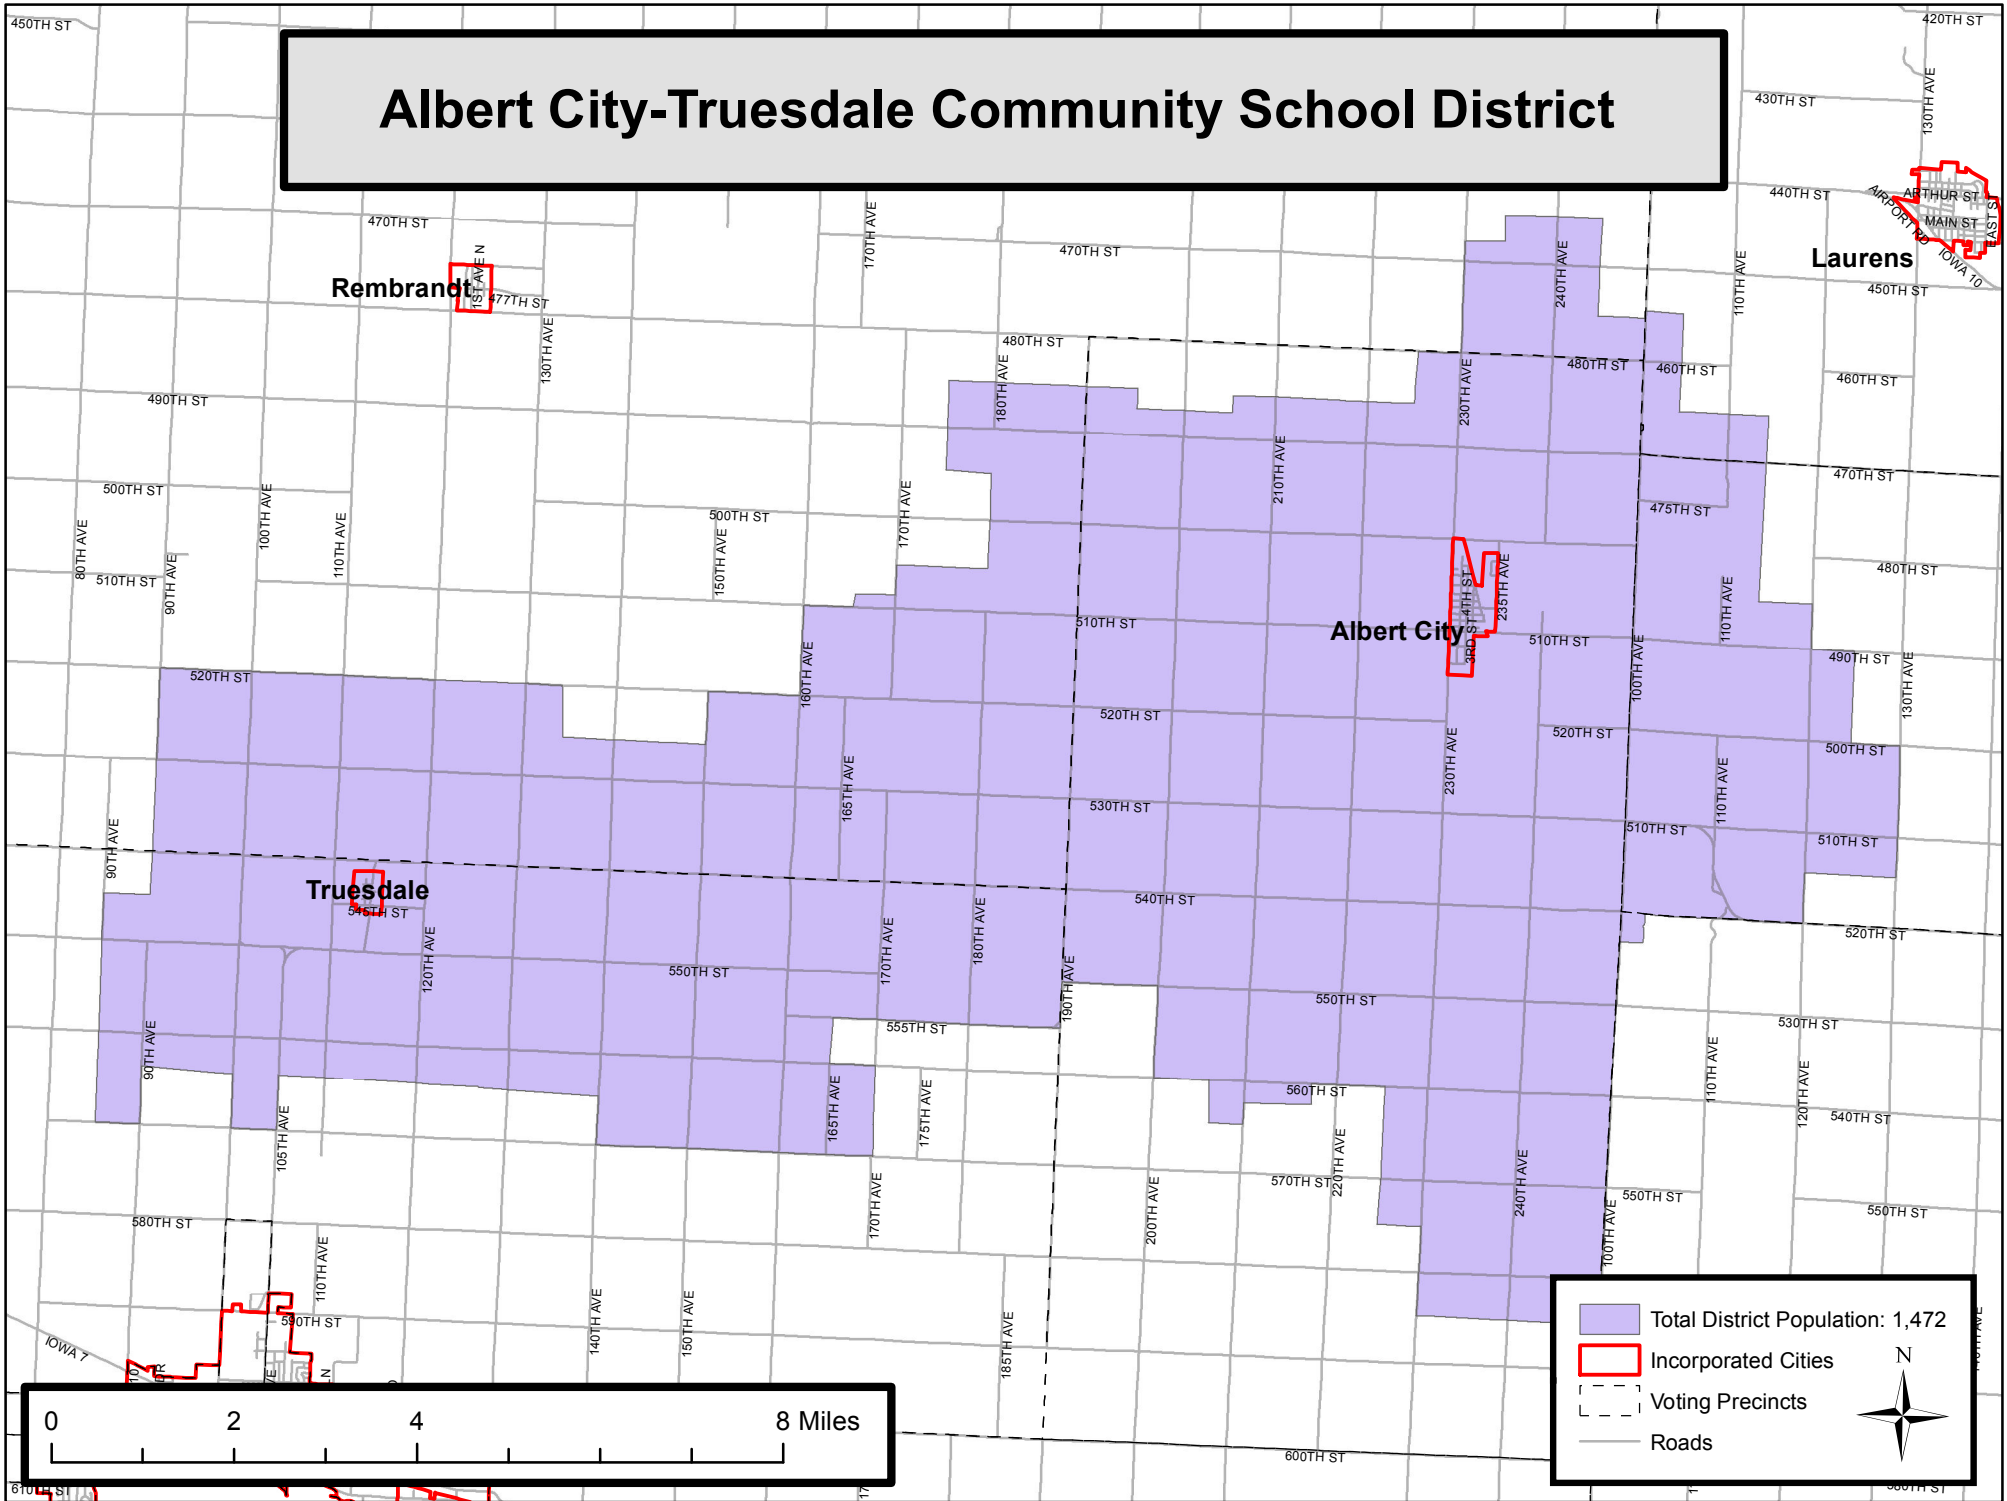 450TH ST
420TH ST
Albert City-Truesdale Community School District
430TH ST
130TH AVE
440TH ST
ARTHUR ST
AIRPORT RD
MAIN ST
EAST S
470TH ST
170TH AVE
470TH ST
240TH AVE
110TH AVE
Laurens
IOWA 10
450TH ST
Rembrandt
1ST AVE N
477TH ST
130TH AVE
480TH ST
180TH AVE
230TH AVE
480TH ST
460TH ST
460TH ST
490TH ST
210TH AVE
470TH ST
500TH ST
100TH AVE
500TH ST
170TH AVE
475TH ST
80TH AVE
90TH AVE
110TH AVE
150TH AVE
510TH ST
480TH ST
4TH ST
235TH AVE
110TH AVE
510TH ST
Albert City
3RD ST
510TH ST
490TH ST
160TH AVE
100TH AVE
130TH AVE
520TH ST
520TH ST
520TH ST
500TH ST
165TH AVE
230TH AVE
110TH AVE
530TH ST
90TH AVE
510TH ST
510TH ST
Truesdale
545TH ST
540TH ST
120TH AVE
170TH AVE
180TH AVE
520TH ST
550TH ST
190TH AVE
550TH ST
90TH AVE
555TH ST
530TH ST
110TH AVE
120TH AVE
560TH ST
105TH AVE
165TH AVE
175TH AVE
540TH ST
220TH AVE
570TH ST
240TH AVE
550TH ST
550TH ST
580TH ST
170TH AVE
200TH AVE
100TH AVE
110TH AVE
590TH ST
140TH AVE
150TH AVE
185TH AVE
IOWA 7
DR
LN
Total District Population: 1,472
Incorporated Cities
Voting Precincts
Roads
N
0 2 4 8 Miles
600TH ST
610TH ST
580TH ST